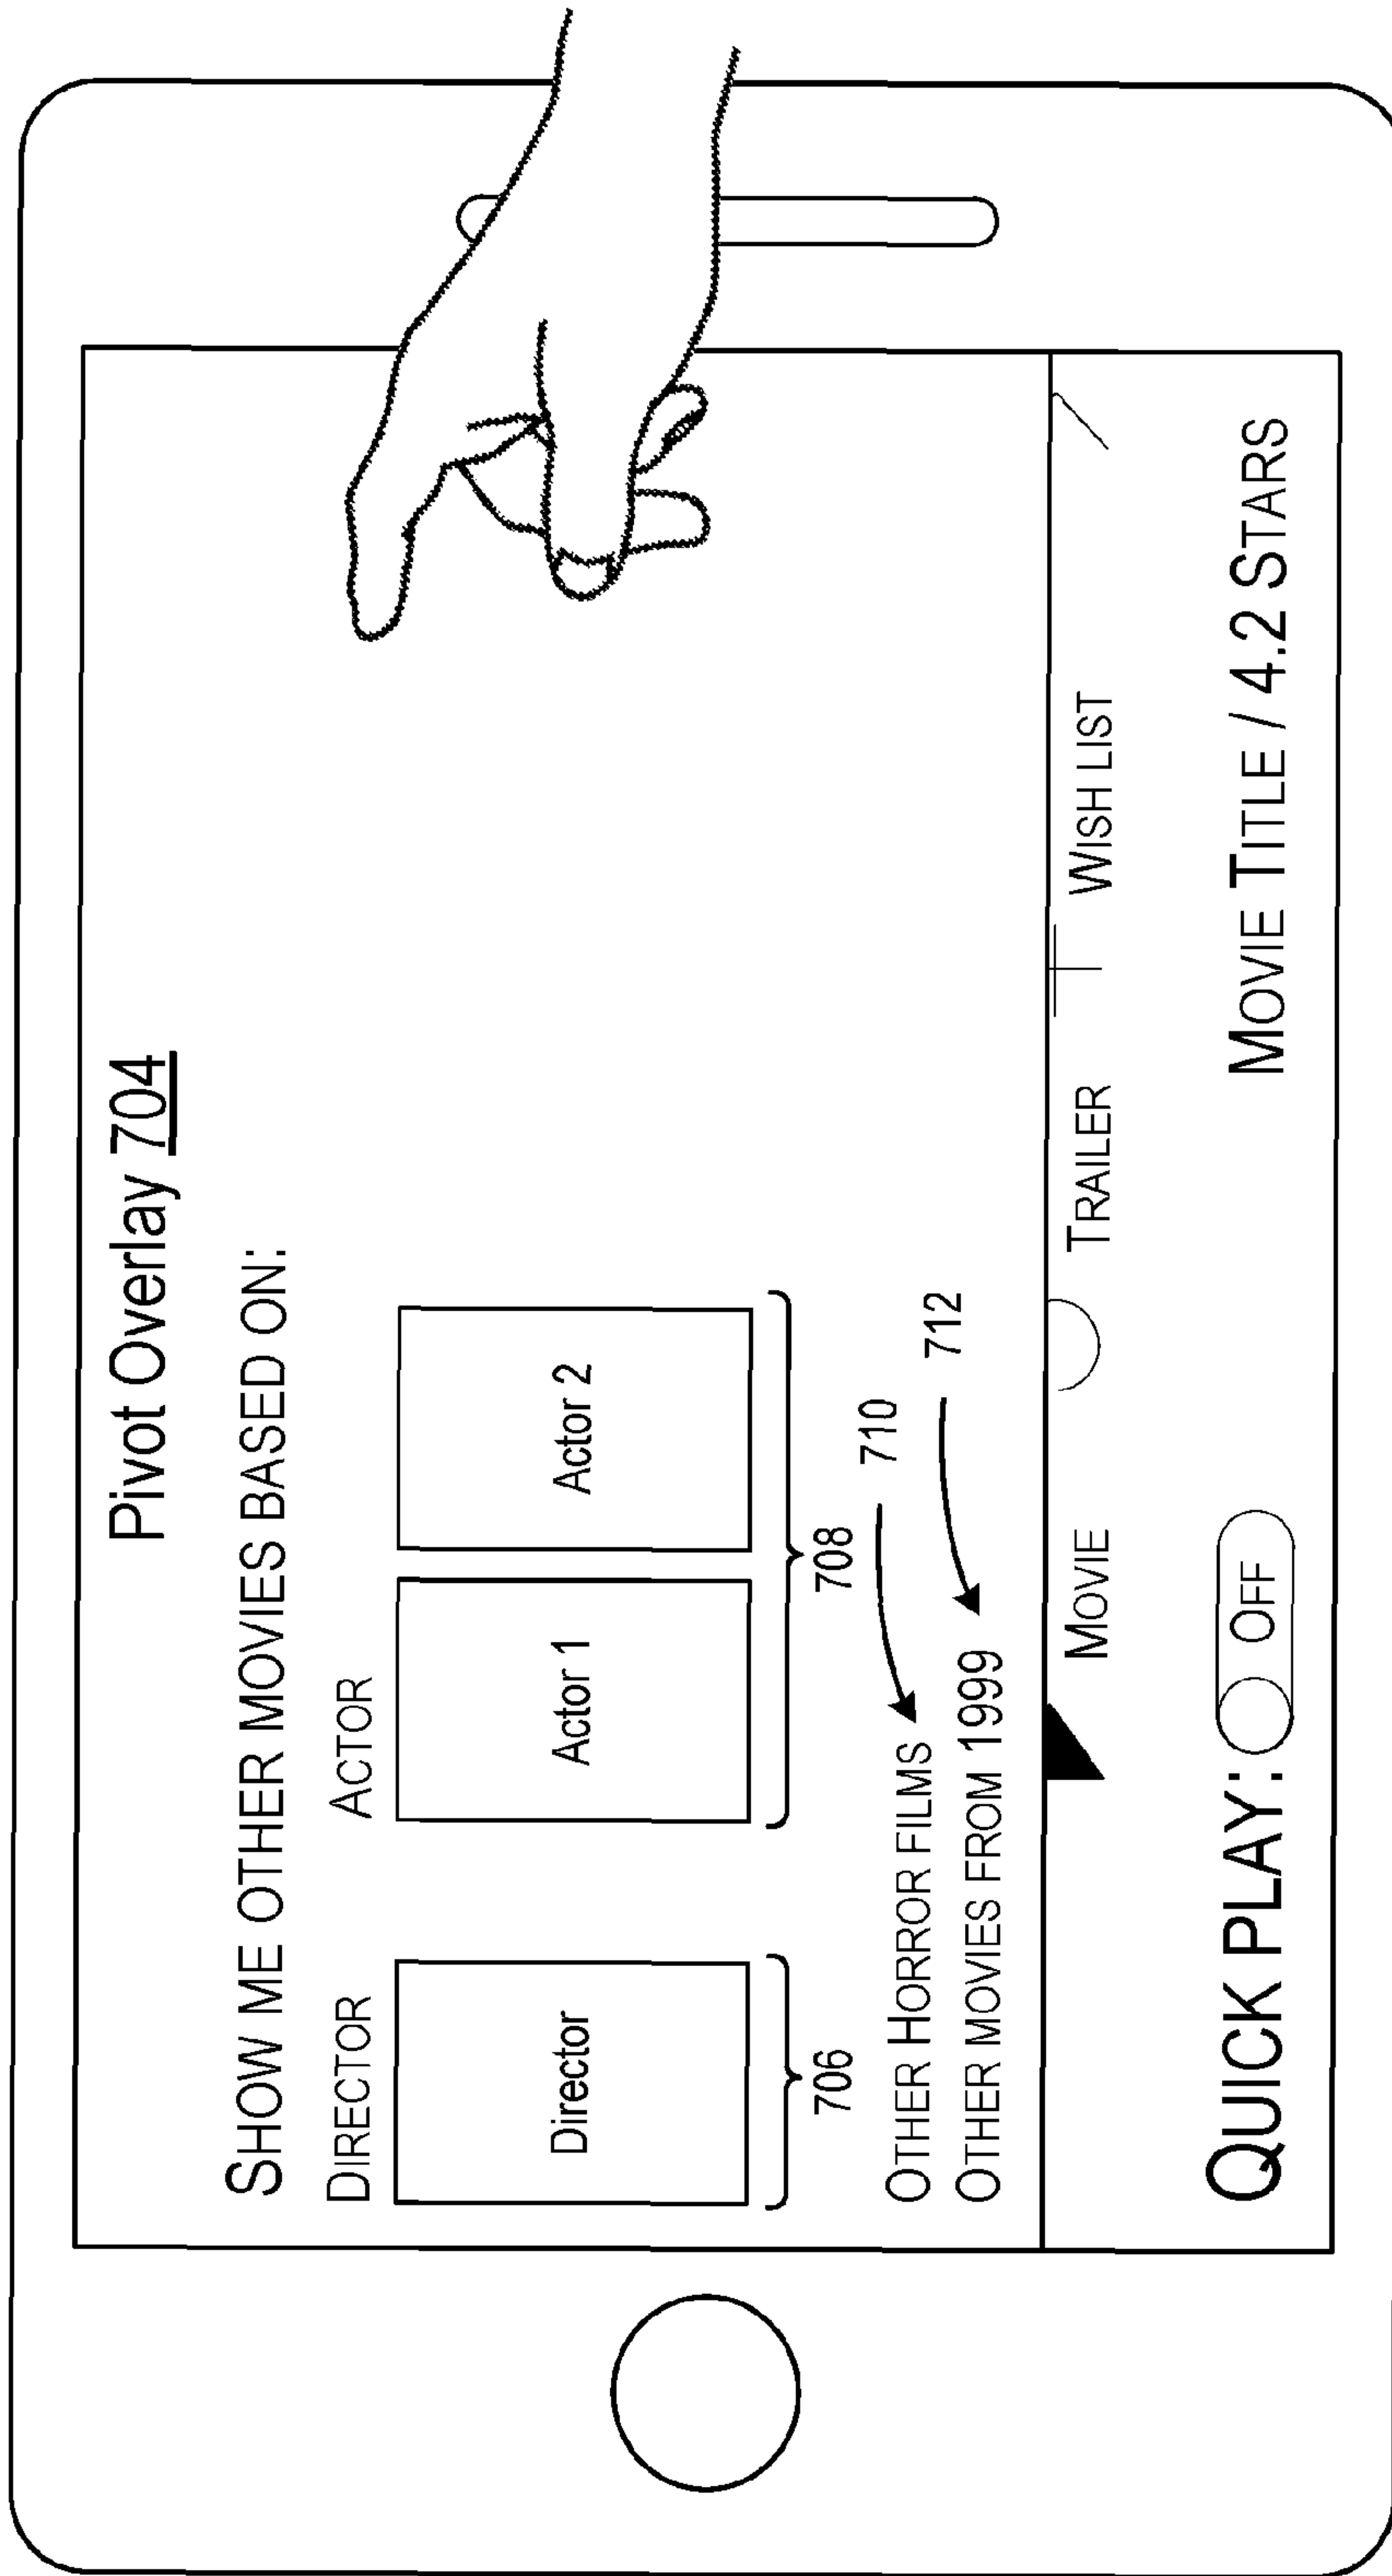 Pivot Overlay 704
SHOW ME OTHER MOVIES BASED ON:
DIRECTOR
ACTOR
Director
Actor 1
Actor 2
706
708
OTHER HORROR FILMS
710
OTHER MOVIES FROM 1999
712
MOVIE
TRAILER
WISH LIST
QUICK PLAY: OFF
MOVIE TITLE / 4.2 STARS